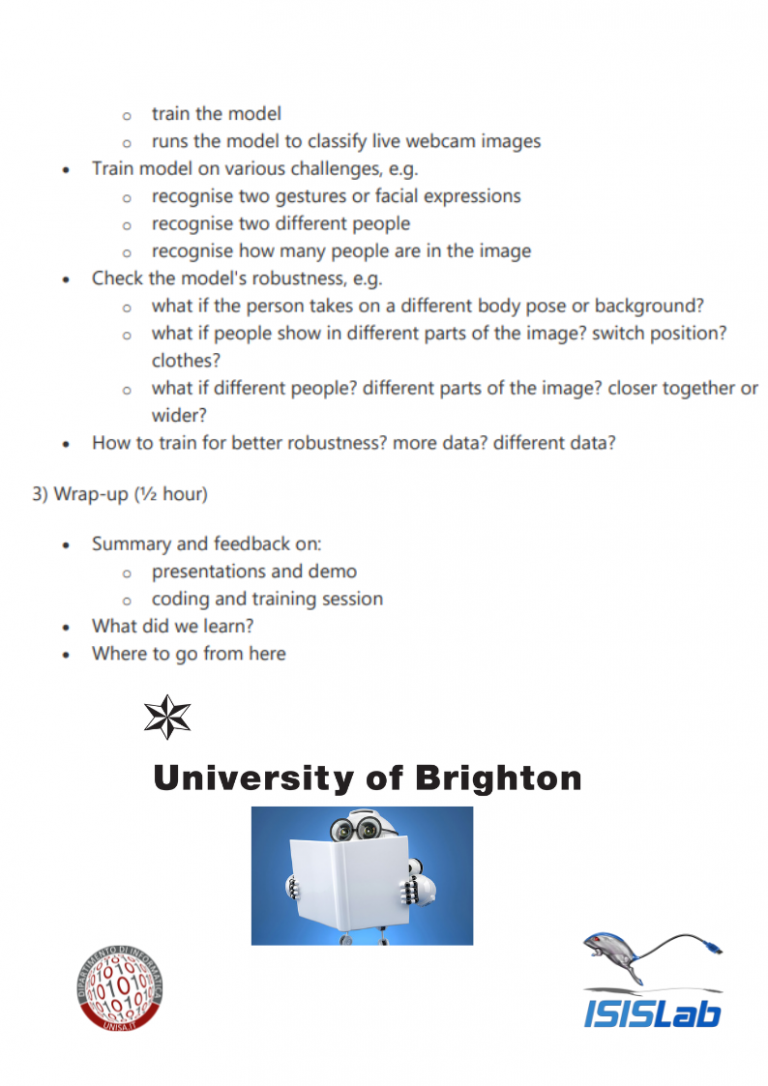 o train the model
o runs the model to classify live webcam images
• Train model on various challenges, e.g.
o recognise two gestures or facial expressions
o recognise two different people
o recognise how many people are in the image
• Check the model's robustness, e.g.
o what if the person takes on a different body pose or background?
o what if people show in different parts of the image? switch position?
clothes?
o what if different people? different parts of the image? closer together or
wider?
• How to train for better robustness? more data? different data?
3) Wrap-up (½ hour)
• Summary and feedback on:
o presentations and demo
o coding and training session
• What did we learn?
• Where to go from here
University of Brighton
DIPARTIMENTO DI INFORMATICA
UNISA.IT
ISISLab